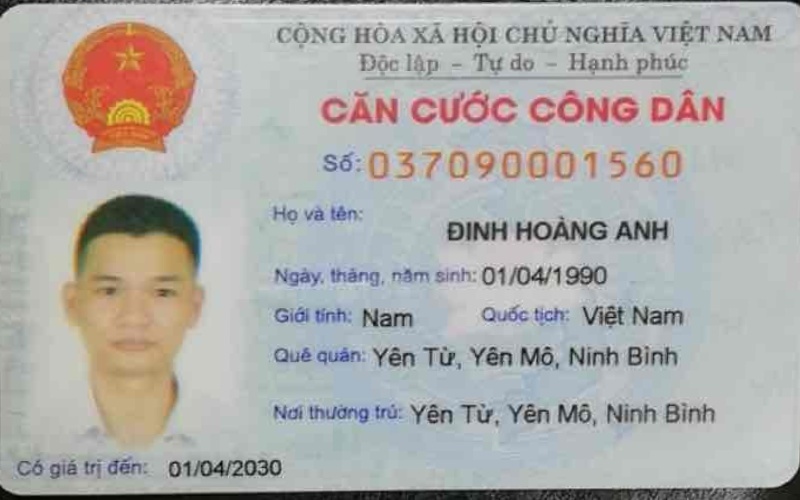 CỘNG HÒA XÃ HỘI CHỦ NGHĨA VIỆT NAM
Độc lập - Tự do - Hạnh phúc
CĂN CƯỚC CÔNG DÂN
Số: 037090001560
Họ và tên:
ĐINH HOÀNG ANH
Ngày, tháng, năm sinh: 01/04/1990
Giới tính: Nam Quốc tịch: Việt Nam
Quê quán: Yên Từ, Yên Mô, Ninh Bình
Nơi thường trú: Yên Từ, Yên Mô, Ninh Bình
Có giá trị đến: 01/04/2030